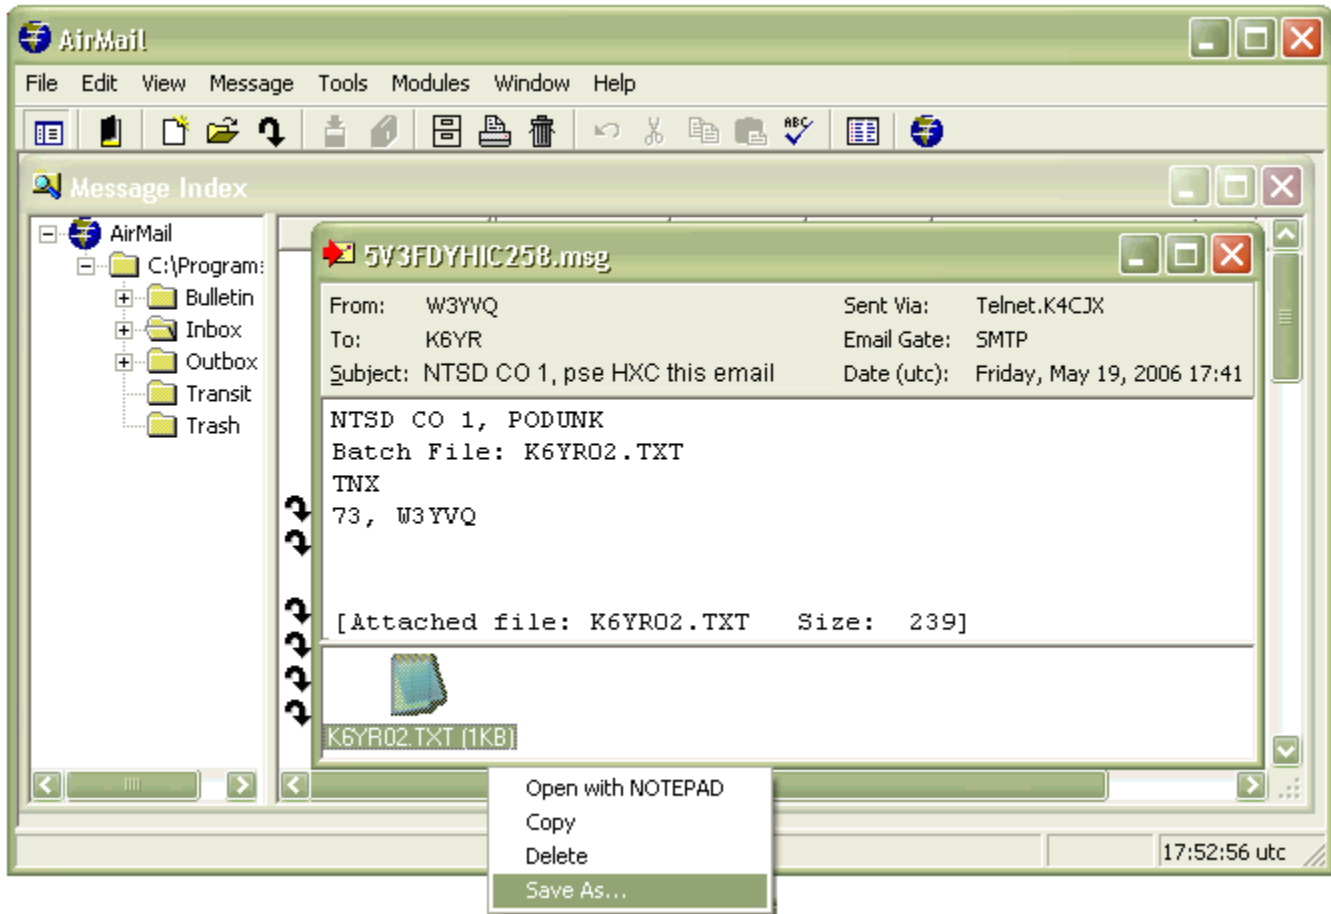 AirMail
File Edit View Message Tools Modules Window Help
ABC
Message Index
AirMail
C:\Program:
Bulletin
Inbox
Outbox
Transit
Trash
5V3FDYHIC258.msg
From: W3YVQ Sent Via: Telnet.K4CJX
To: K6YR Email Gate: SMTP
Subject: NTSD CO 1, pse HXC this email Date (utc): Friday, May 19, 2006 17:41
NTSD CO 1, PODUNK
Batch File: K6YR02.TXT
TNX
73, W3YVQ
[Attached file: K6YR02.TXT Size: 239]
K6YR02.TXT (1KB)
Open with NOTEPAD
Copy
Delete
Save As...
17:52:56 utc